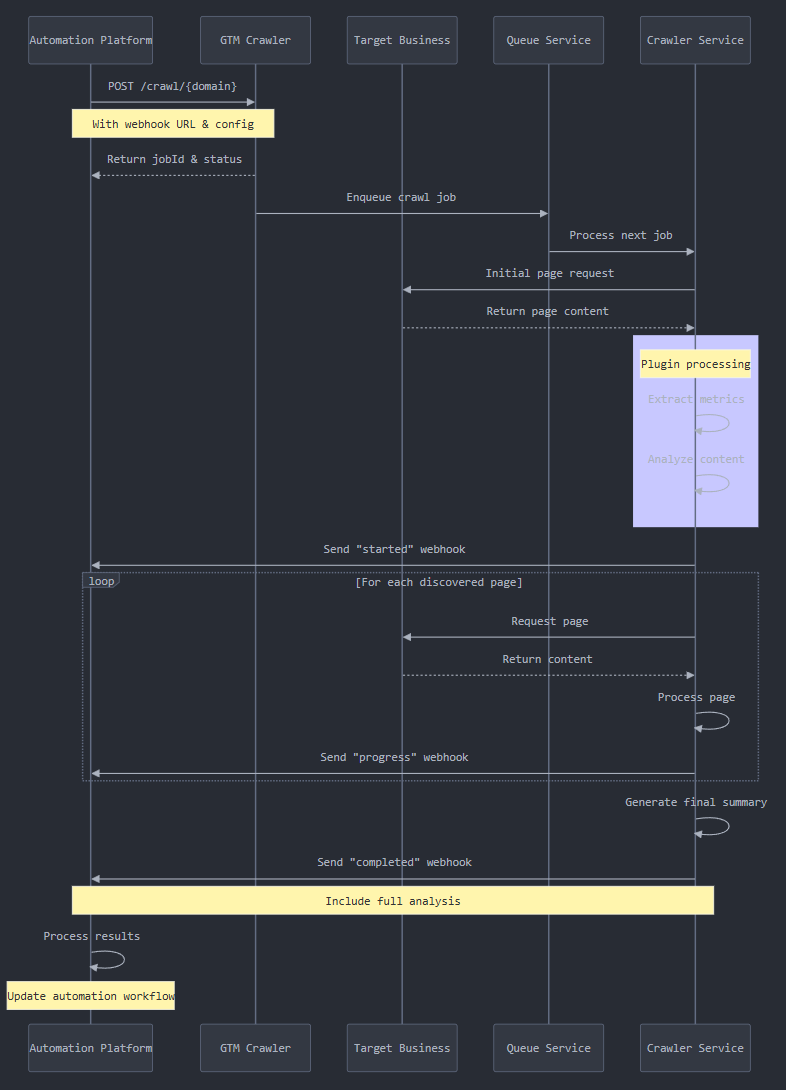 Automation Platform
GTM Crawler
Target Business
Queue Service
Crawler Service
POST /crawl/{domain}
With webhook URL & config
Return jobId & status
Enqueue crawl job
Process next job
Initial page request
Return page content
Plugin processing
Extract metrics
Analyze content
Send "started" webhook
loop
[For each discovered page]
Request page
Return content
Process page
Send "progress" webhook
Generate final summary
Send "completed" webhook
Include full analysis
Process results
Update automation workflow
Automation Platform
GTM Crawler
Target Business
Queue Service
Crawler Service